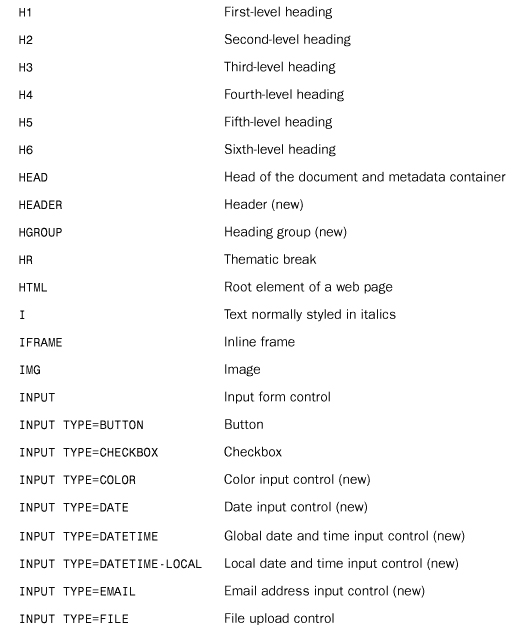 H1 First-level heading
H2 Second-level heading
H3 Third-level heading
H4 Fourth-level heading
H5 Fifth-level heading
H6 Sixth-level heading
HEAD Head of the document and metadata container
HEADER Header (new)
HGROUP Heading group (new)
HR Thematic break
HTML Root element of a web page
I Text normally styled in italics
IFRAME Inline frame
IMG Image
INPUT Input form control
INPUT TYPE=BUTTON Button
INPUT TYPE=CHECKBOX Checkbox
INPUT TYPE=COLOR Color input control (new)
INPUT TYPE=DATE Date input control (new)
INPUT TYPE=DATETIME Global date and time input control (new)
INPUT TYPE=DATETIME-LOCAL Local date and time input control (new)
INPUT TYPE=EMAIL Email address input control (new)
INPUT TYPE=FILE File upload control